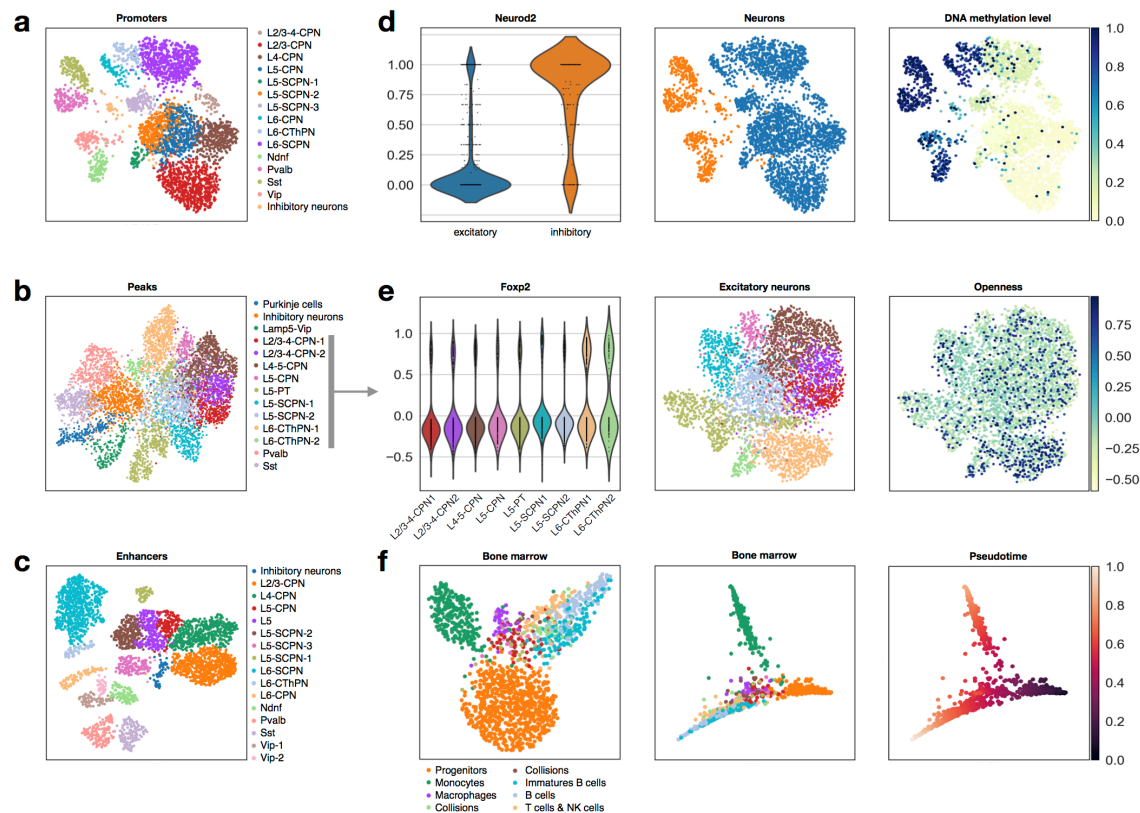 a
Promoters
L2/3-4-CPN
L2/3-CPN
L4-CPN
L5-CPN
L5-SCPN-1
L5-SCPN-2
L5-SCPN-3
L6-CPN
L6-CThPN
L6-SCPN
Ndnf
Pvalb
Sst
Vip
Inhibitory neurons
d
Neurod2
1.00
0.75
0.50
0.25
0.00
excitatory inhibitory
Neurons
DNA methylation level
1.0
0.8
0.6
0.4
0.2
0.0
b
Peaks
Purkinje cells
Inhibitory neurons
Lamp5-Vip
L2/3-4-CPN-1
L2/3-4-CPN-2
L4-5-CPN
L5-CPN
L5-PT
L5-SCPN-1
L5-SCPN-2
L6-CThPN-1
L6-CThPN-2
Pvalb
Sst
e
Foxp2
1.0
0.5
0.0
−0.5
L2/3-4-CPN1
L2/3-4-CPN2
L4-5-CPN
L5-CPN
L5-PT
L5-SCPN1
L5-SCPN2
L6-CThPN1
L6-CThPN2
Excitatory neurons
Openness
0.75
0.50
0.25
0.00
−0.25
−0.50
c
Enhancers
Inhibitory neurons
L2/3-CPN
L4-CPN
L5-CPN
L5
L5-SCPN-2
L5-SCPN-3
L5-SCPN-1
L6-SCPN
L6-CThPN
L6-CPN
Ndnf
Pvalb
Sst
Vip-1
Vip-2
f
Bone marrow
Progenitors
Monocytes
Macrophages
Collisions
Collisions
Immatures B cells
B cells
T cells & NK cells
Bone marrow
Pseudotime
1.0
0.8
0.6
0.4
0.2
0.0